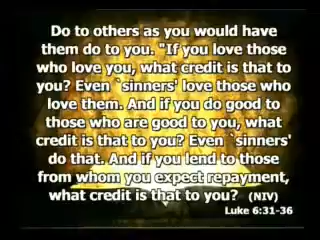 Do to others as you would have
them do to you. "If you love those
who love you, what credit is that to
you? Even `sinners' love those who
love them. And if you do good to
those who are good to you, what
credit is that to you? Even `sinners'
do that. And if you lend to those
from whom you expect repayment,
what credit is that to you? (NIV)
Luke 6:31-36